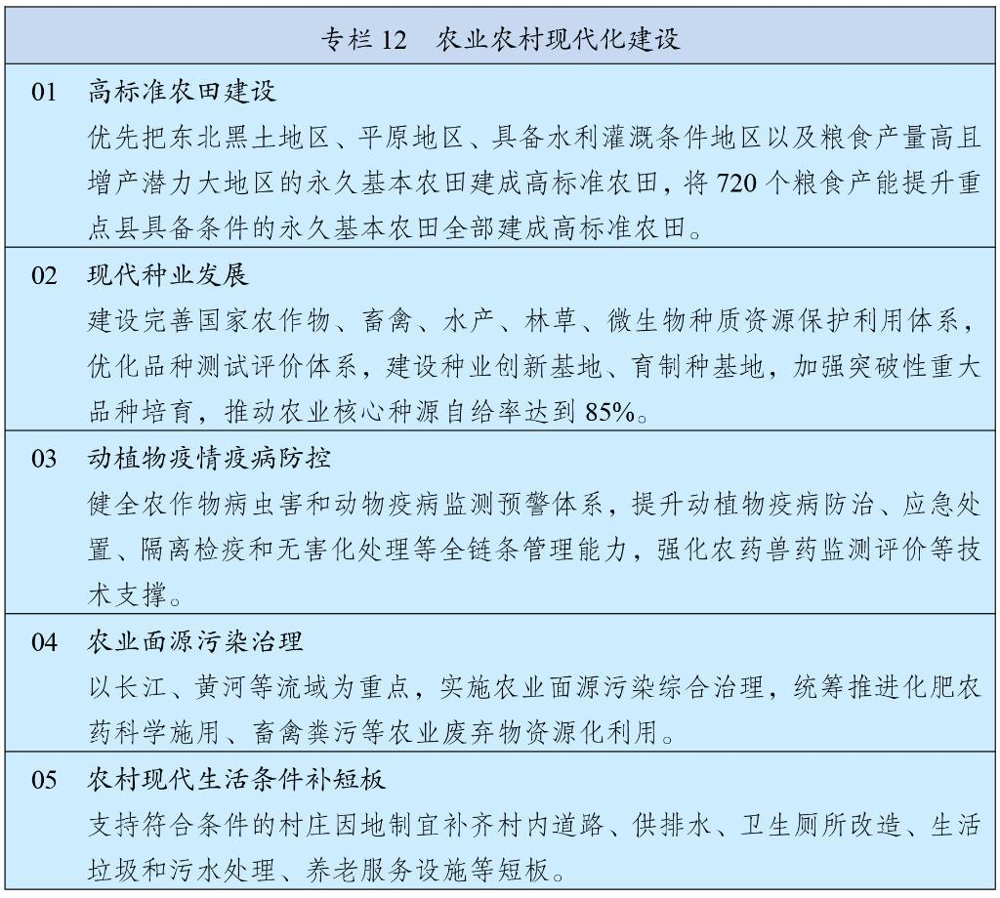 专栏 12 农业农村现代化建设
01 高标准农田建设
优先把东北黑土地区、平原地区、具备水利灌溉条件地区以及粮食产量高且
增产潜力大地区的永久基本农田建成高标准农田，将 720 个粮食产能提升重
点县具备条件的永久基本农田全部建成高标准农田。
02 现代种业发展
建设完善国家农作物、畜禽、水产、林草、微生物种质资源保护利用体系，
优化品种测试评价体系，建设种业创新基地、育制种基地，加强突破性重大
品种培育，推动农业核心种源自给率达到 85%。
03 动植物疫情疫病防控
健全农作物病虫害和动物疫病监测预警体系，提升动植物疫病防治、应急处
置、隔离检疫和无害化处理等全链条管理能力，强化农药兽药监测评价等技
术支撑。
04 农业面源污染治理
以长江、黄河等流域为重点，实施农业面源污染综合治理，统筹推进化肥农
药科学施用、畜禽粪污等农业废弃物资源化利用。
05 农村现代生活条件补短板
支持符合条件的村庄因地制宜补齐村内道路、供排水、卫生厕所改造、生活
垃圾和污水处理、养老服务设施等短板。